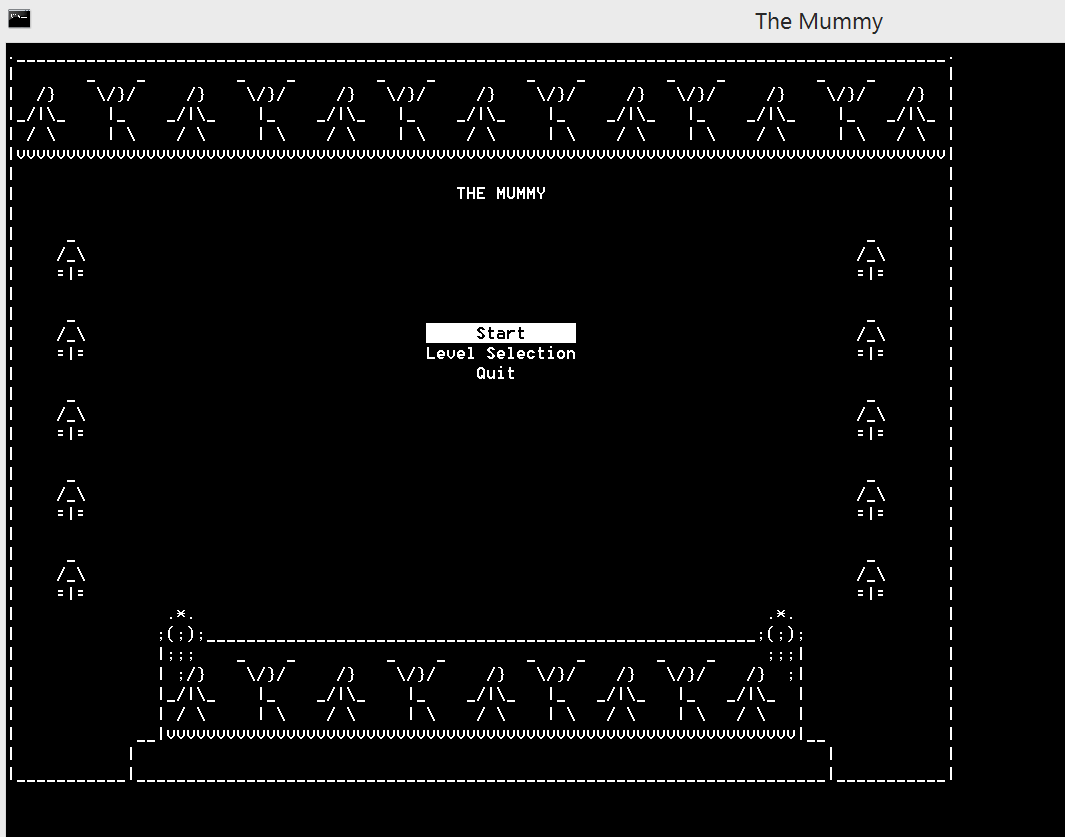 The Mummy
THE MUMMY
Start
Level Selection
Quit